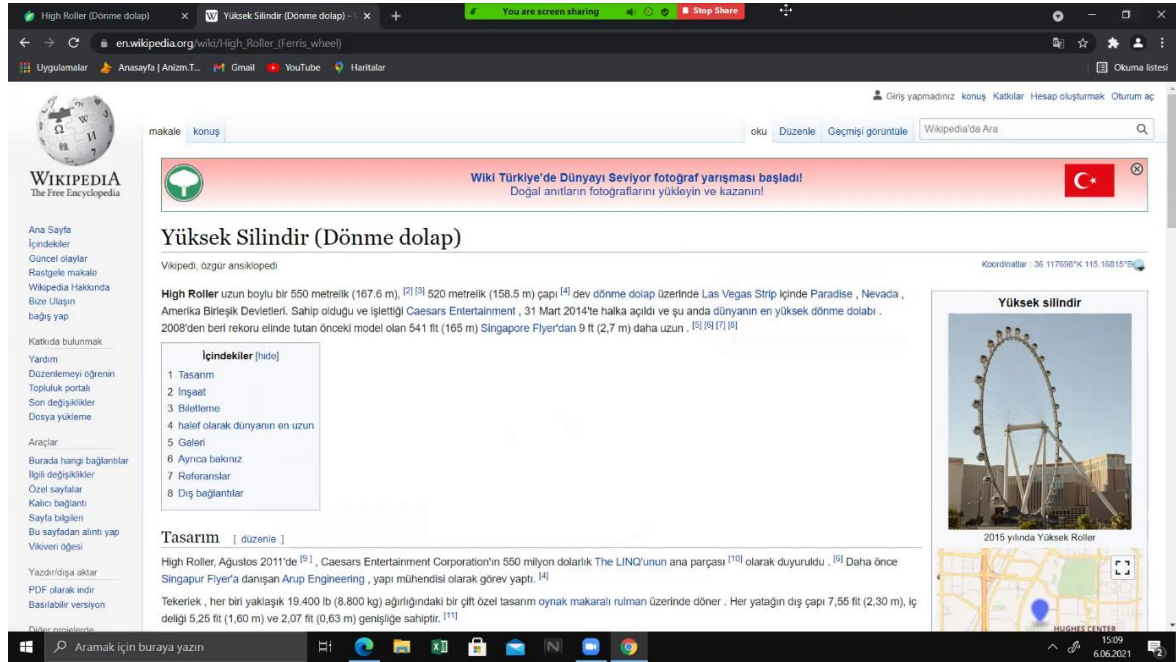 High Roller (Dönme dolap)
Yüksek Silindir (Dönme dolap) -
You are screen sharing
Stop Share
en.wikipedia.org/wiki/High_Roller_(Ferris_wheel)
Uygulamalar
Anasayfa | Anizm.T...
Gmail
YouTube
Haritalar
Okuma listesi
Giriş yapmadınız konuş Katkılar Hesap oluşturmak Oturum aç
makale konuş
oku Düzenle Geçmişi görüntüle
Wikipedia'da Ara
WIKIPEDIA
The Free Encyclopedia
Wiki Türkiye'de Dünyayı Seviyor fotoğraf yarışması başladı!
Doğal anıtların fotoğraflarını yükleyin ve kazanın!
Ana Sayfa
İçindekiler
Güncel olaylar
Rastgele makale
Wikipedia Hakkında
Bize Ulaşın
bağış yap
Katkıda bulunmak
Yardım
Düzenlemeyi öğrenin
Topluluk portalı
Son değişiklikler
Dosya yükleme
Araçlar
Burada hangi bağlantılar
İlgili değişiklikler
Özel sayfalar
Kalıcı bağlantı
Sayfa bilgileri
Bu sayfadan alıntı yap
Vikiveri öğesi
Yazdır/dışa aktar
PDF olarak indir
Basılabilir versiyon
Diğer projelerde
Yüksek Silindir (Dönme dolap)
Vikipedi, özgür ansiklopedi
Koordinatlar : 36.117698°K 115.16815°B
High Roller uzun boylu bir 550 metrelik (167.6 m), [2] [3] 520 metrelik (158.5 m) çapı [4] dev dönme dolap üzerinde Las Vegas Strip içinde Paradise , Nevada ,
Amerika Birleşik Devletleri. Sahip olduğu ve işlettiği Caesars Entertainment , 31 Mart 2014'te halka açıldı ve şu anda dünyanın en yüksek dönme dolabı .
2008'den beri rekoru elinde tutan önceki model olan 541 fit (165 m) Singapore Flyer'dan 9 ft (2,7 m) daha uzun . [5] [6] [7] [8]
İçindekiler [hide]
1 Tasarım
2 İnşaat
3 Biletleme
4 halef olarak dünyanın en uzun
5 Galeri
6 Ayrıca bakınız
7 Referanslar
8 Dış bağlantılar
Tasarım [ düzenle ]
High Roller, Ağustos 2011'de [9] , Caesars Entertainment Corporation'ın 550 milyon dolarlık The LINQ'unun ana parçası [10] olarak duyuruldu . [6] Daha önce
Singapur Flyer'a danışan Arup Engineering , yapı mühendisi olarak görev yaptı. [4]
Tekerlek , her biri yaklaşık 19.400 lb (8.800 kg) ağırlığındaki bir çift özel tasarım oynak makaralı rulman üzerinde döner . Her yatağın dış çapı 7,55 fit (2,30 m), iç
deliği 5,25 fit (1,60 m) ve 2,07 fit (0,63 m) genişliğe sahiptir. [11]
Yüksek silindir
2015 yılında Yüksek Roller
HUGHES CENTER
Aramak için buraya yazın
15:09
6.06.2021